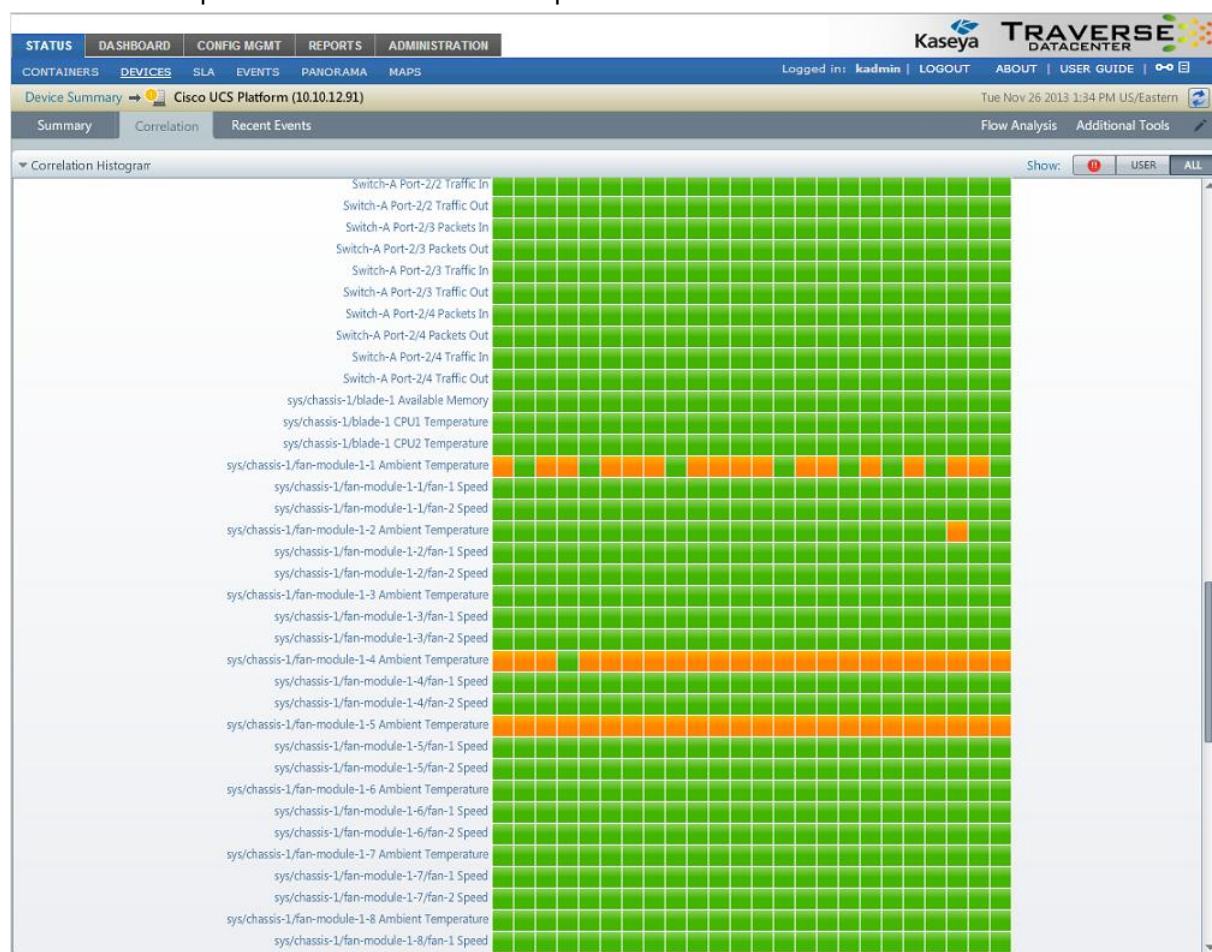 Kaseya TRAVERSE DATACENTER
STATUS DASHBOARD CONFIG MGMT REPORTS ADMINISTRATION
CONTAINERS DEVICES SLA EVENTS PANORAMA MAPS Logged in: kadmin | LOGOUT ABOUT | USER GUIDE |
Device Summary → Cisco UCS Platform (10.10.12.91) Tue Nov 26 2013 1:34 PM US/Eastern
Summary Correlation Recent Events Flow Analysis Additional Tools
Correlation Histogram Show: USER ALL
Switch-A Port-2/2 Traffic In
Switch-A Port-2/2 Traffic Out
Switch-A Port-2/3 Packets In
Switch-A Port-2/3 Packets Out
Switch-A Port-2/3 Traffic In
Switch-A Port-2/3 Traffic Out
Switch-A Port-2/4 Packets In
Switch-A Port-2/4 Packets Out
Switch-A Port-2/4 Traffic In
Switch-A Port-2/4 Traffic Out
sys/chassis-1/blade-1 Available Memory
sys/chassis-1/blade-1 CPU1 Temperature
sys/chassis-1/blade-1 CPU2 Temperature
sys/chassis-1/fan-module-1-1 Ambient Temperature
sys/chassis-1/fan-module-1-1/fan-1 Speed
sys/chassis-1/fan-module-1-1/fan-2 Speed
sys/chassis-1/fan-module-1-2 Ambient Temperature
sys/chassis-1/fan-module-1-2/fan-1 Speed
sys/chassis-1/fan-module-1-2/fan-2 Speed
sys/chassis-1/fan-module-1-3 Ambient Temperature
sys/chassis-1/fan-module-1-3/fan-1 Speed
sys/chassis-1/fan-module-1-3/fan-2 Speed
sys/chassis-1/fan-module-1-4 Ambient Temperature
sys/chassis-1/fan-module-1-4/fan-1 Speed
sys/chassis-1/fan-module-1-4/fan-2 Speed
sys/chassis-1/fan-module-1-5 Ambient Temperature
sys/chassis-1/fan-module-1-5/fan-1 Speed
sys/chassis-1/fan-module-1-5/fan-2 Speed
sys/chassis-1/fan-module-1-6 Ambient Temperature
sys/chassis-1/fan-module-1-6/fan-1 Speed
sys/chassis-1/fan-module-1-6/fan-2 Speed
sys/chassis-1/fan-module-1-7 Ambient Temperature
sys/chassis-1/fan-module-1-7/fan-1 Speed
sys/chassis-1/fan-module-1-7/fan-2 Speed
sys/chassis-1/fan-module-1-8 Ambient Temperature
sys/chassis-1/fan-module-1-8/fan-1 Speed